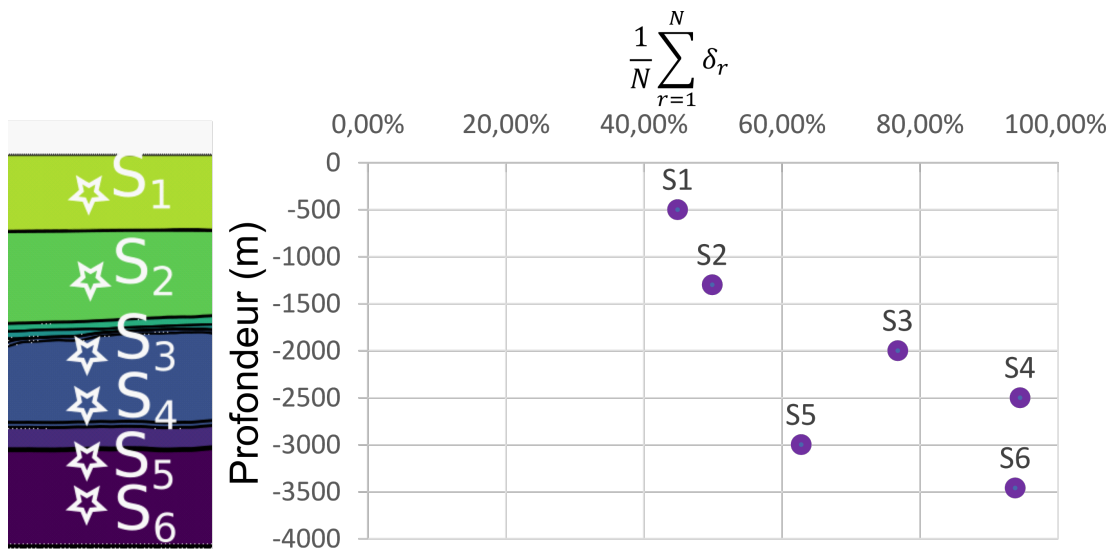 1/N ∑ r=1 N δr
0,00% 20,00% 40,00% 60,00% 80,00% 100,00%
Profondeur (m)
0
-500
-1000
-1500
-2000
-2500
-3000
-3500
-4000
S1
S2
S3
S4
S5
S6
S1
S2
S3
S4
S5
S6